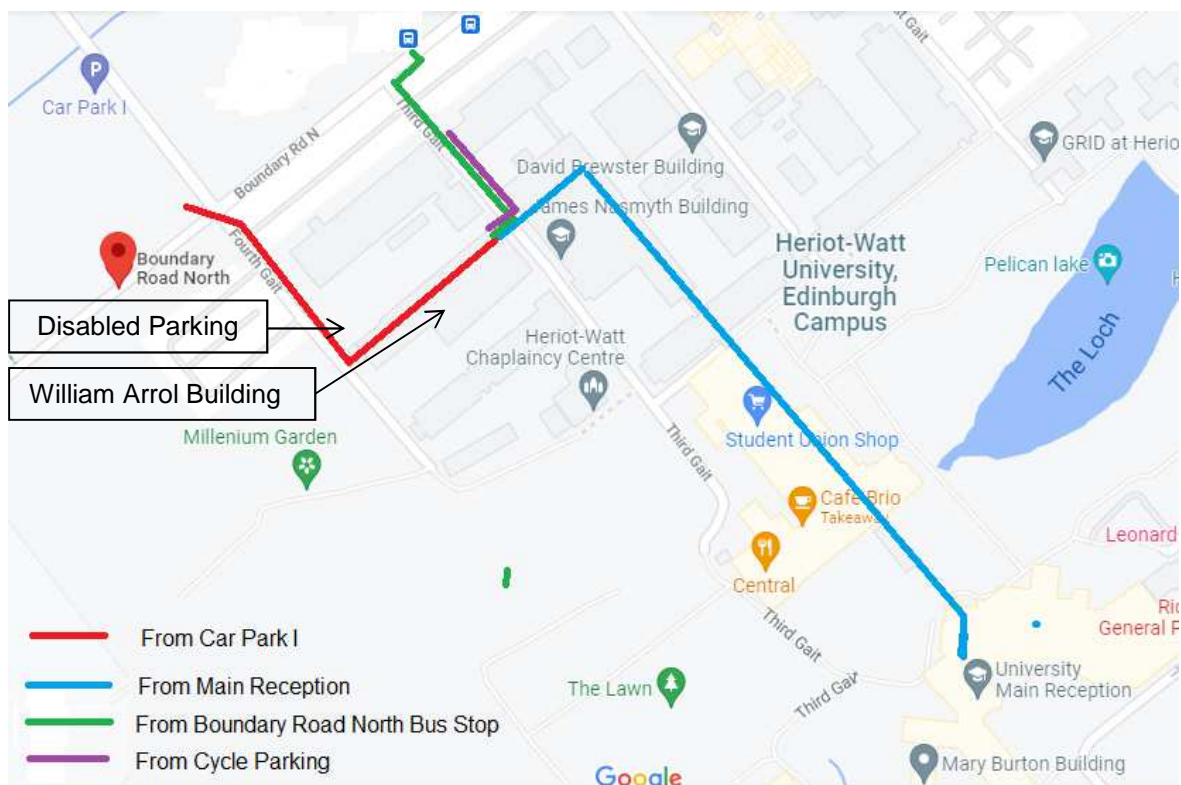 Car Park I
Boundary Rd N
Third Gait
David Brewster Building
James Nasmyth Building
GRID at Herio
Heriot-Watt
University,
Edinburgh
Campus
Pelican lake
H
The Loch
Boundary
Road North
Fourth Gait
Disabled Parking
William Arrol Building
Heriot-Watt
Chaplaincy Centre
Student Union Shop
Millenium Garden
Third Gait
Café Brio
Takeaway
Central
Leonard
Third Gait
Ric
General P
From Car Park I
University
Main Reception
From Main Reception
The Lawn
Third Gait
From Boundary Road North Bus Stop
From Cycle Parking
Google
Mary Burton Building